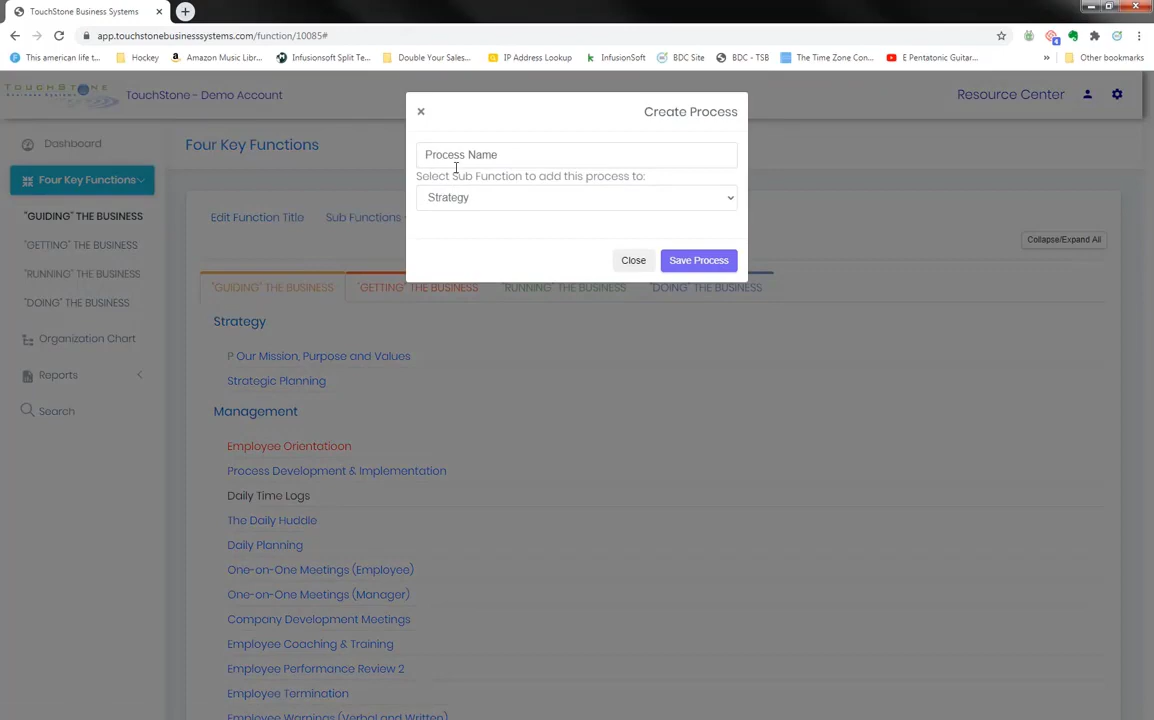 TouchStone Business Systems
app.touchstonebusinesssystems.com/function/10085#
This american life t...
Hockey
Amazon Music Libr...
Infusionsoft Split Te...
Double Your Sales...
IP Address Lookup
InfusionSoft
BDC Site
BDC - TSB
The Time Zone Con...
E Pentatonic Guitar...
»
Other bookmarks
TOUCHSTONE
TouchStone - Demo Account
Resource Center
Dashboard
Four Key Functions
"GUIDING" THE BUSINESS
"GETTING" THE BUSINESS
"RUNNING" THE BUSINESS
"DOING" THE BUSINESS
Organization Chart
Reports
Search
Four Key Functions
Edit Function Title
Sub Functions
Collapse/Expand All
× Create Process
Process Name
Select Sub Function to add this process to:
Strategy
Close
Save Process
"GUIDING" THE BUSINESS
"GETTING" THE BUSINESS
"RUNNING" THE BUSINESS
"DOING" THE BUSINESS
Strategy
P Our Mission, Purpose and Values
Strategic Planning
Management
Employee Orientatioon
Process Development & Implementation
Daily Time Logs
The Daily Huddle
Daily Planning
One-on-One Meetings (Employee)
One-on-One Meetings (Manager)
Company Development Meetings
Employee Coaching & Training
Employee Performance Review 2
Employee Termination
Employee Warnings (Verbal and Written)